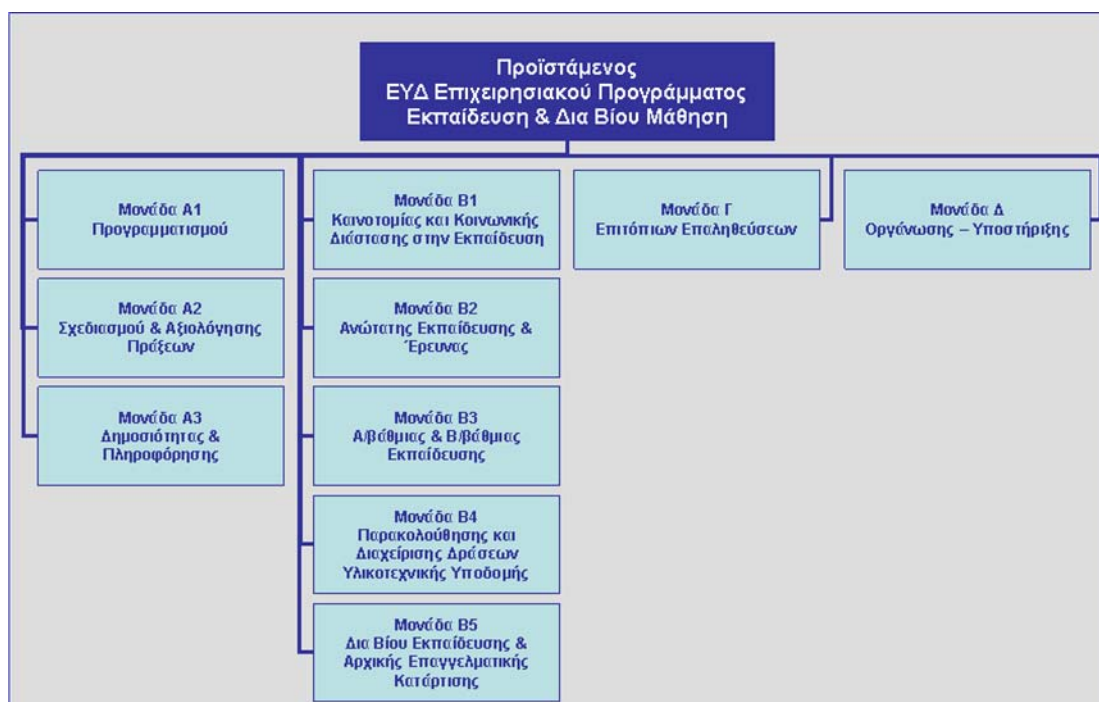 Προϊστάμενος
ΕΥΔ Επιχειρησιακού Προγράμματος
Εκπαίδευση & Δια Βίου Μάθηση
Μονάδα Α1
Προγραμματισμού
Μονάδα Α2
Σχεδιασμού & Αξιολόγησης
Πράξεων
Μονάδα Α3
Δημοσιότητας &
Πληροφόρησης
Μονάδα Β1
Καινοτομίας και Κοινωνικής
Διάστασης στην Εκπαίδευση
Μονάδα Β2
Ανώτατης Εκπαίδευσης &
Έρευνας
Μονάδα Β3
Α/βάθμιας & Β/βάθμιας
Εκπαίδευσης
Μονάδα Β4
Παρακολούθησης και
Διαχείρισης Δράσεων
Υλικοτεχνικής Υποδομής
Μονάδα Β5
Δια Βίου Εκπαίδευσης &
Αρχικής Επαγγελματικής
Κατάρτισης
Μονάδα Γ
Επιτόπιων Επαληθεύσεων
Μονάδα Δ
Οργάνωσης – Υποστήριξης